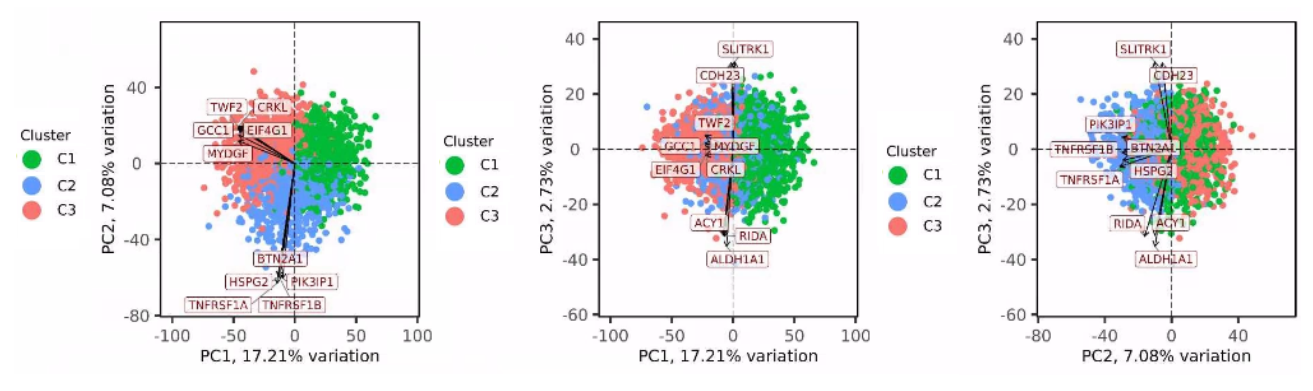 Cluster
C1
C2
C3
PC2, 7.08% variation
40
0
-40
-80
TWF2
CRKL
GCC1
EIF4G1
MYDGF
BTN2A1
HSPG2
PIK3IP1
TNFRSF1A
TNFRSF1B
-100
-50
0
50
100
PC1, 17.21% variation
Cluster
C1
C2
C3
PC3, 2.73% variation
40
20
0
-20
-40
-60
SLITRK1
CDH23
TWF2
GCC1
MYDGF
EIF4G1
CRKL
ACY1
RIDA
ALDH1A1
-100
-50
0
50
100
PC1, 17.21% variation
Cluster
C1
C2
C3
PC3, 2.73% variation
40
20
0
-20
-40
-60
SLITRK1
CDH23
PIK3IP1
TNFRSF1B
BTN2A1
HSPG2
TNFRSF1A
RIDA
ACY1
ALDH1A1
-80
-40
0
40
PC2, 7.08% variation